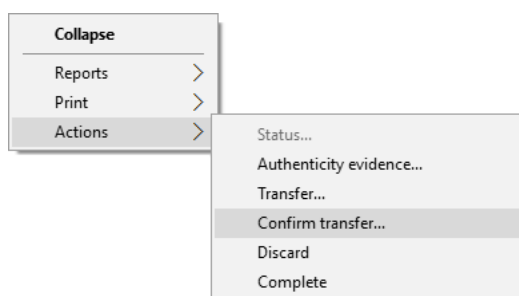 Collapse
Reports
Print
Actions
Status...
Authenticity evidence...
Transfer...
Confirm transfer...
Discard
Complete